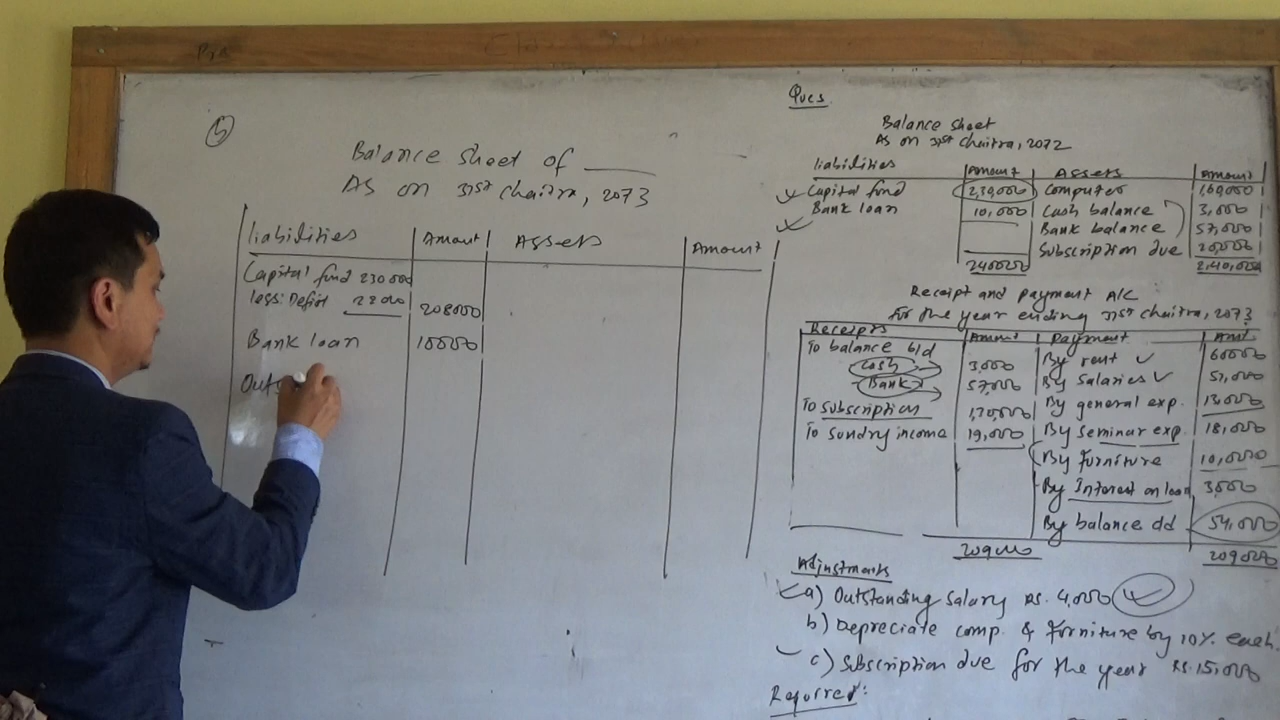 5
Balance sheet of ______
As on 31st chaitra, 2073
liabilities Amount Assets Amount
Capital fund 230000
less: Deficit 22000 208000
Bank loan 10000
Outs
Ques
Balance sheet
As on 31st chaitra, 2072
liabilities Amount Assets Amount
Capital fund 2,30,000 Computer 1,60,000
Bank loan 10,000 Cash balance 3,000
Bank balance 57,000
Subscription due 20,000
240000 2,40,000
Receipt and payment A/C
for the year ending 31st chaitra, 2073
Receipts Amount Payment Amt
To balance b/d By rent 60000
Cash 3,000 By salaries 51,000
Bank 57,000 By general exp. 13,000
To subscription 1,30,000 By seminar exp. 18,000
To Sundry income 19,000 By furniture 10,000
By Interest on loan 3,000
By balance c/d 54,000
209000 209000
Adjustments
a) Outstanding salary Rs. 4,000
b) Depreciate comp. & furniture by 10% each.
c) Subscription due for the year Rs. 15,000
Required: